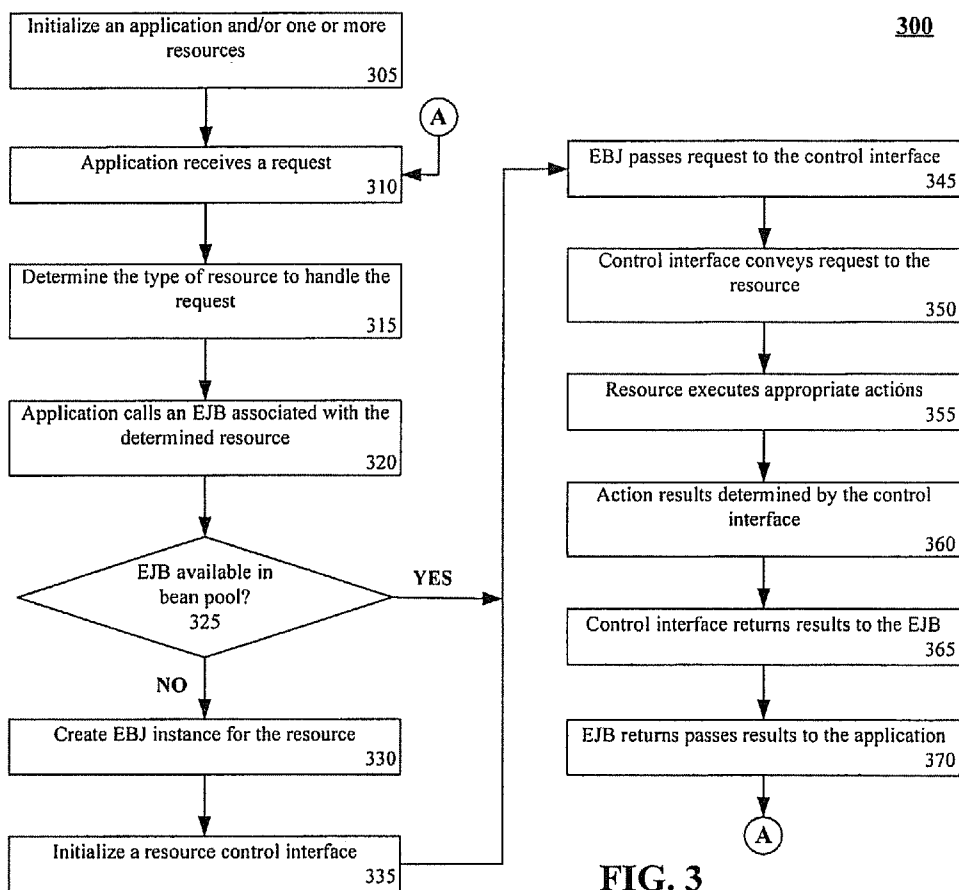 300
Initialize an application and/or one or more
resources
305
A
Application receives a request
310
Determine the type of resource to handle the
request
315
Application calls an EJB associated with the
determined resource
320
EJB available in
bean pool?
325
YES
NO
Create EBJ instance for the resource
330
Initialize a resource control interface
335
EBJ passes request to the control interface
345
Control interface conveys request to the
resource
350
Resource executes appropriate actions
355
Action results determined by the control
interface
360
Control interface returns results to the EJB
365
EJB returns passes results to the application
370
A
FIG. 3